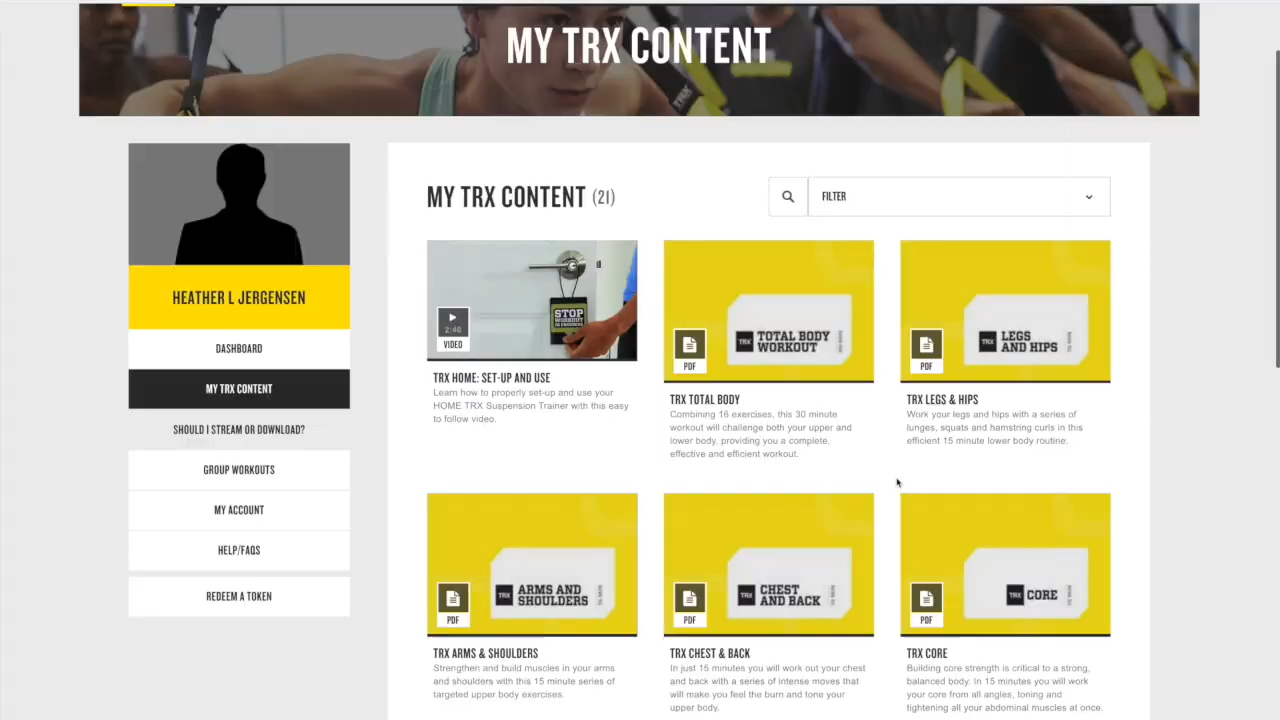 MY TRX CONTENT
HEATHER L JERGENSEN
DASHBOARD
MY TRX CONTENT
SHOULD I STREAM OR DOWNLOAD?
GROUP WORKOUTS
MY ACCOUNT
HELP/FAQS
REDEEM A TOKEN
MY TRX CONTENT (21)
FILTER
STOP
2:40
VIDEO
TRX HOME: SET-UP AND USE
Learn how to properly set-up and use your
HOME TRX Suspension Trainer with this easy
to follow video.
TRX
TOTAL BODY
WORKOUT
PDF
TRX TOTAL BODY
Combining 16 exercises, this 30 minute
workout will challenge both your upper and
lower body, providing you a complete,
effective and efficient workout.
TRX
LEGS
AND HIPS
PDF
TRX LEGS & HIPS
Work your legs and hips with a series of
lunges, squats and hamstring curls in this
efficient 15 minute lower body routine.
TRX
ARMS AND
SHOULDERS
PDF
TRX ARMS & SHOULDERS
Strengthen and build muscles in your arms
and shoulders with this 15 minute series of
targeted upper body exercises.
TRX
CHEST
AND BACK
PDF
TRX CHEST & BACK
In just 15 minutes you will work out your chest
and back with a series of intense moves that
will make you feel the burn and tone your
upper body.
TRX
CORE
PDF
TRX CORE
Building core strength is critical to a strong,
balanced body. In 15 minutes you will work
your core from all angles, toning and
tightening all your abdominal muscles at once.